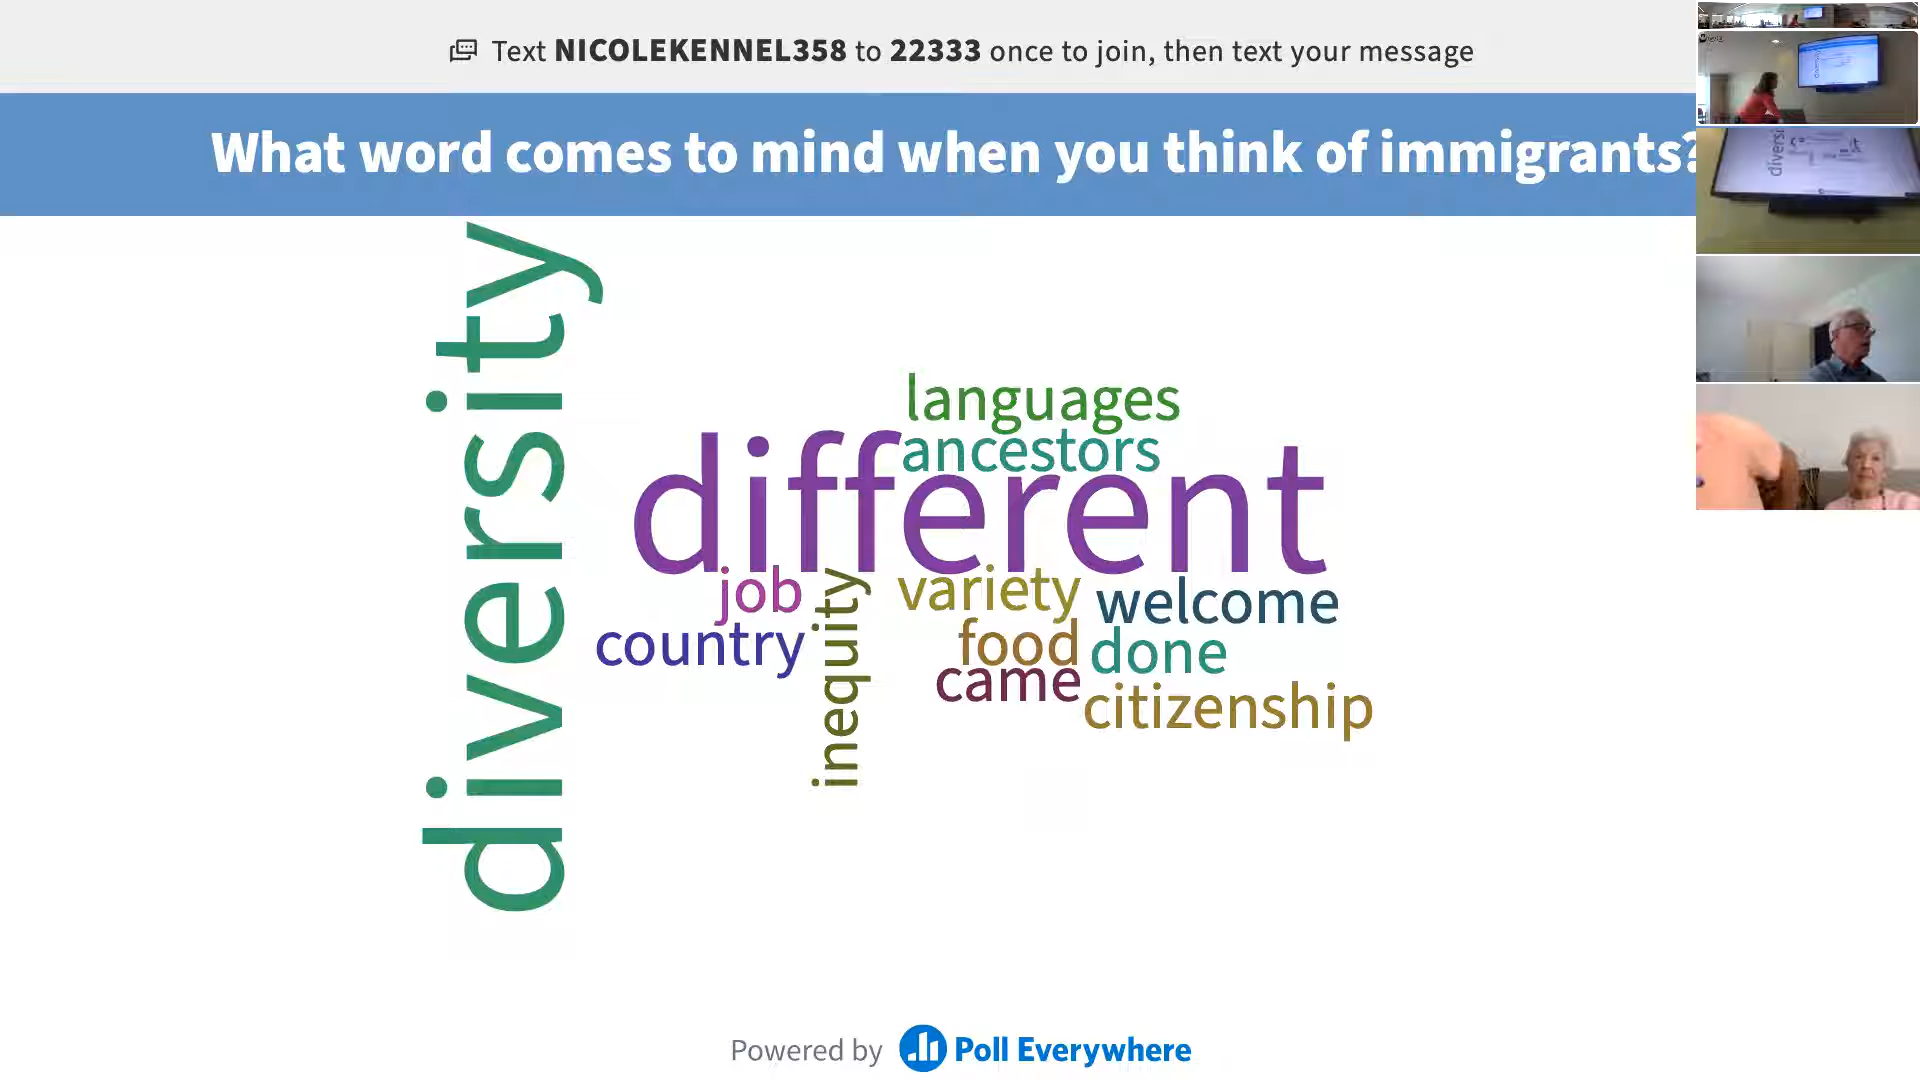 Text NICOLEKENNEL358 to 22333 once to join, then text your message
What word comes to mind when you think of immigrants?
diversity
languages
ancestors
different
job
variety
welcome
country
inequity
food
done
came
citizenship
Powered by Poll Everywhere
diversi